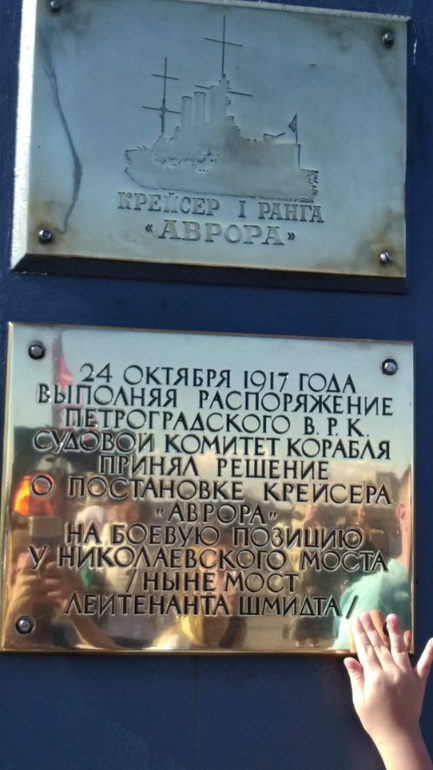 КРЕЙСЕР I РАНГА
«АВРОРА»
24 ОКТЯБРЯ 1917 ГОДА
ВЫПОЛНЯЯ РАСПОРЯЖЕНИЕ
ПЕТРОГРАДСКОГО В.Р.К.
СУДОВОЙ КОМИТЕТ КОРАБЛЯ
ПРИНЯЛ РЕШЕНИЕ
О ПОСТАНОВКЕ КРЕЙСЕРА
"АВРОРА"
НА БОЕВУЮ ПОЗИЦИЮ
У НИКОЛАЕВСКОГО МОСТА
/НЫНЕ МОСТ
ЛЕЙТЕНАНТА ШМИДТА/